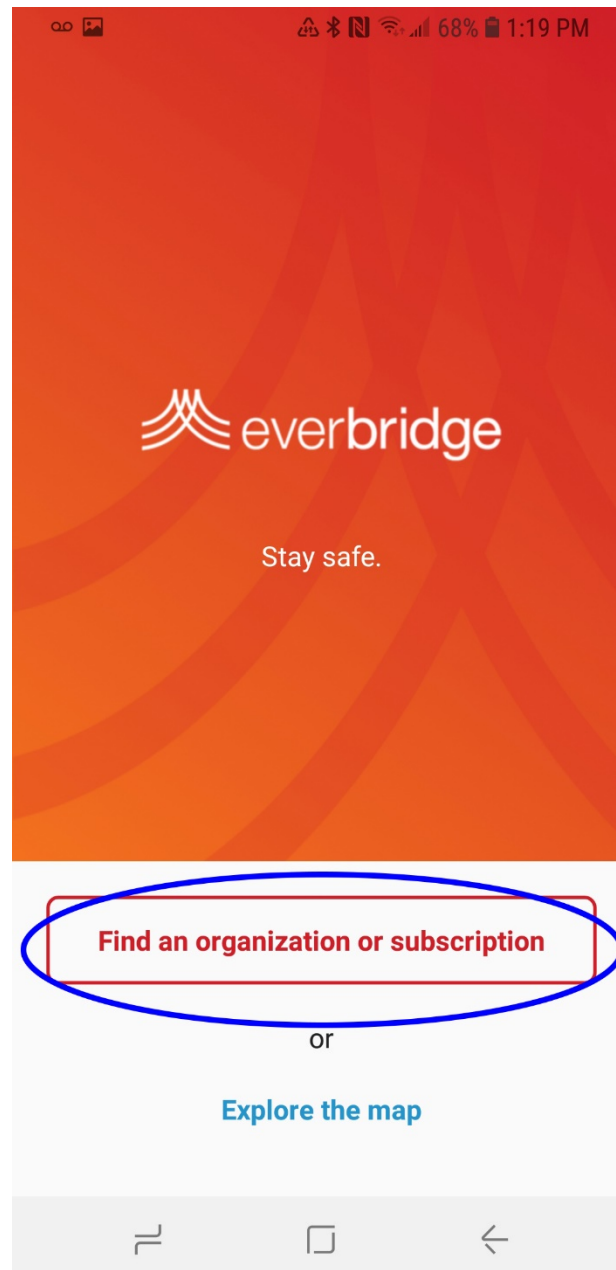 68% 1:19 PM
everbridge
Stay safe.
Find an organization or subscription
or
Explore the map